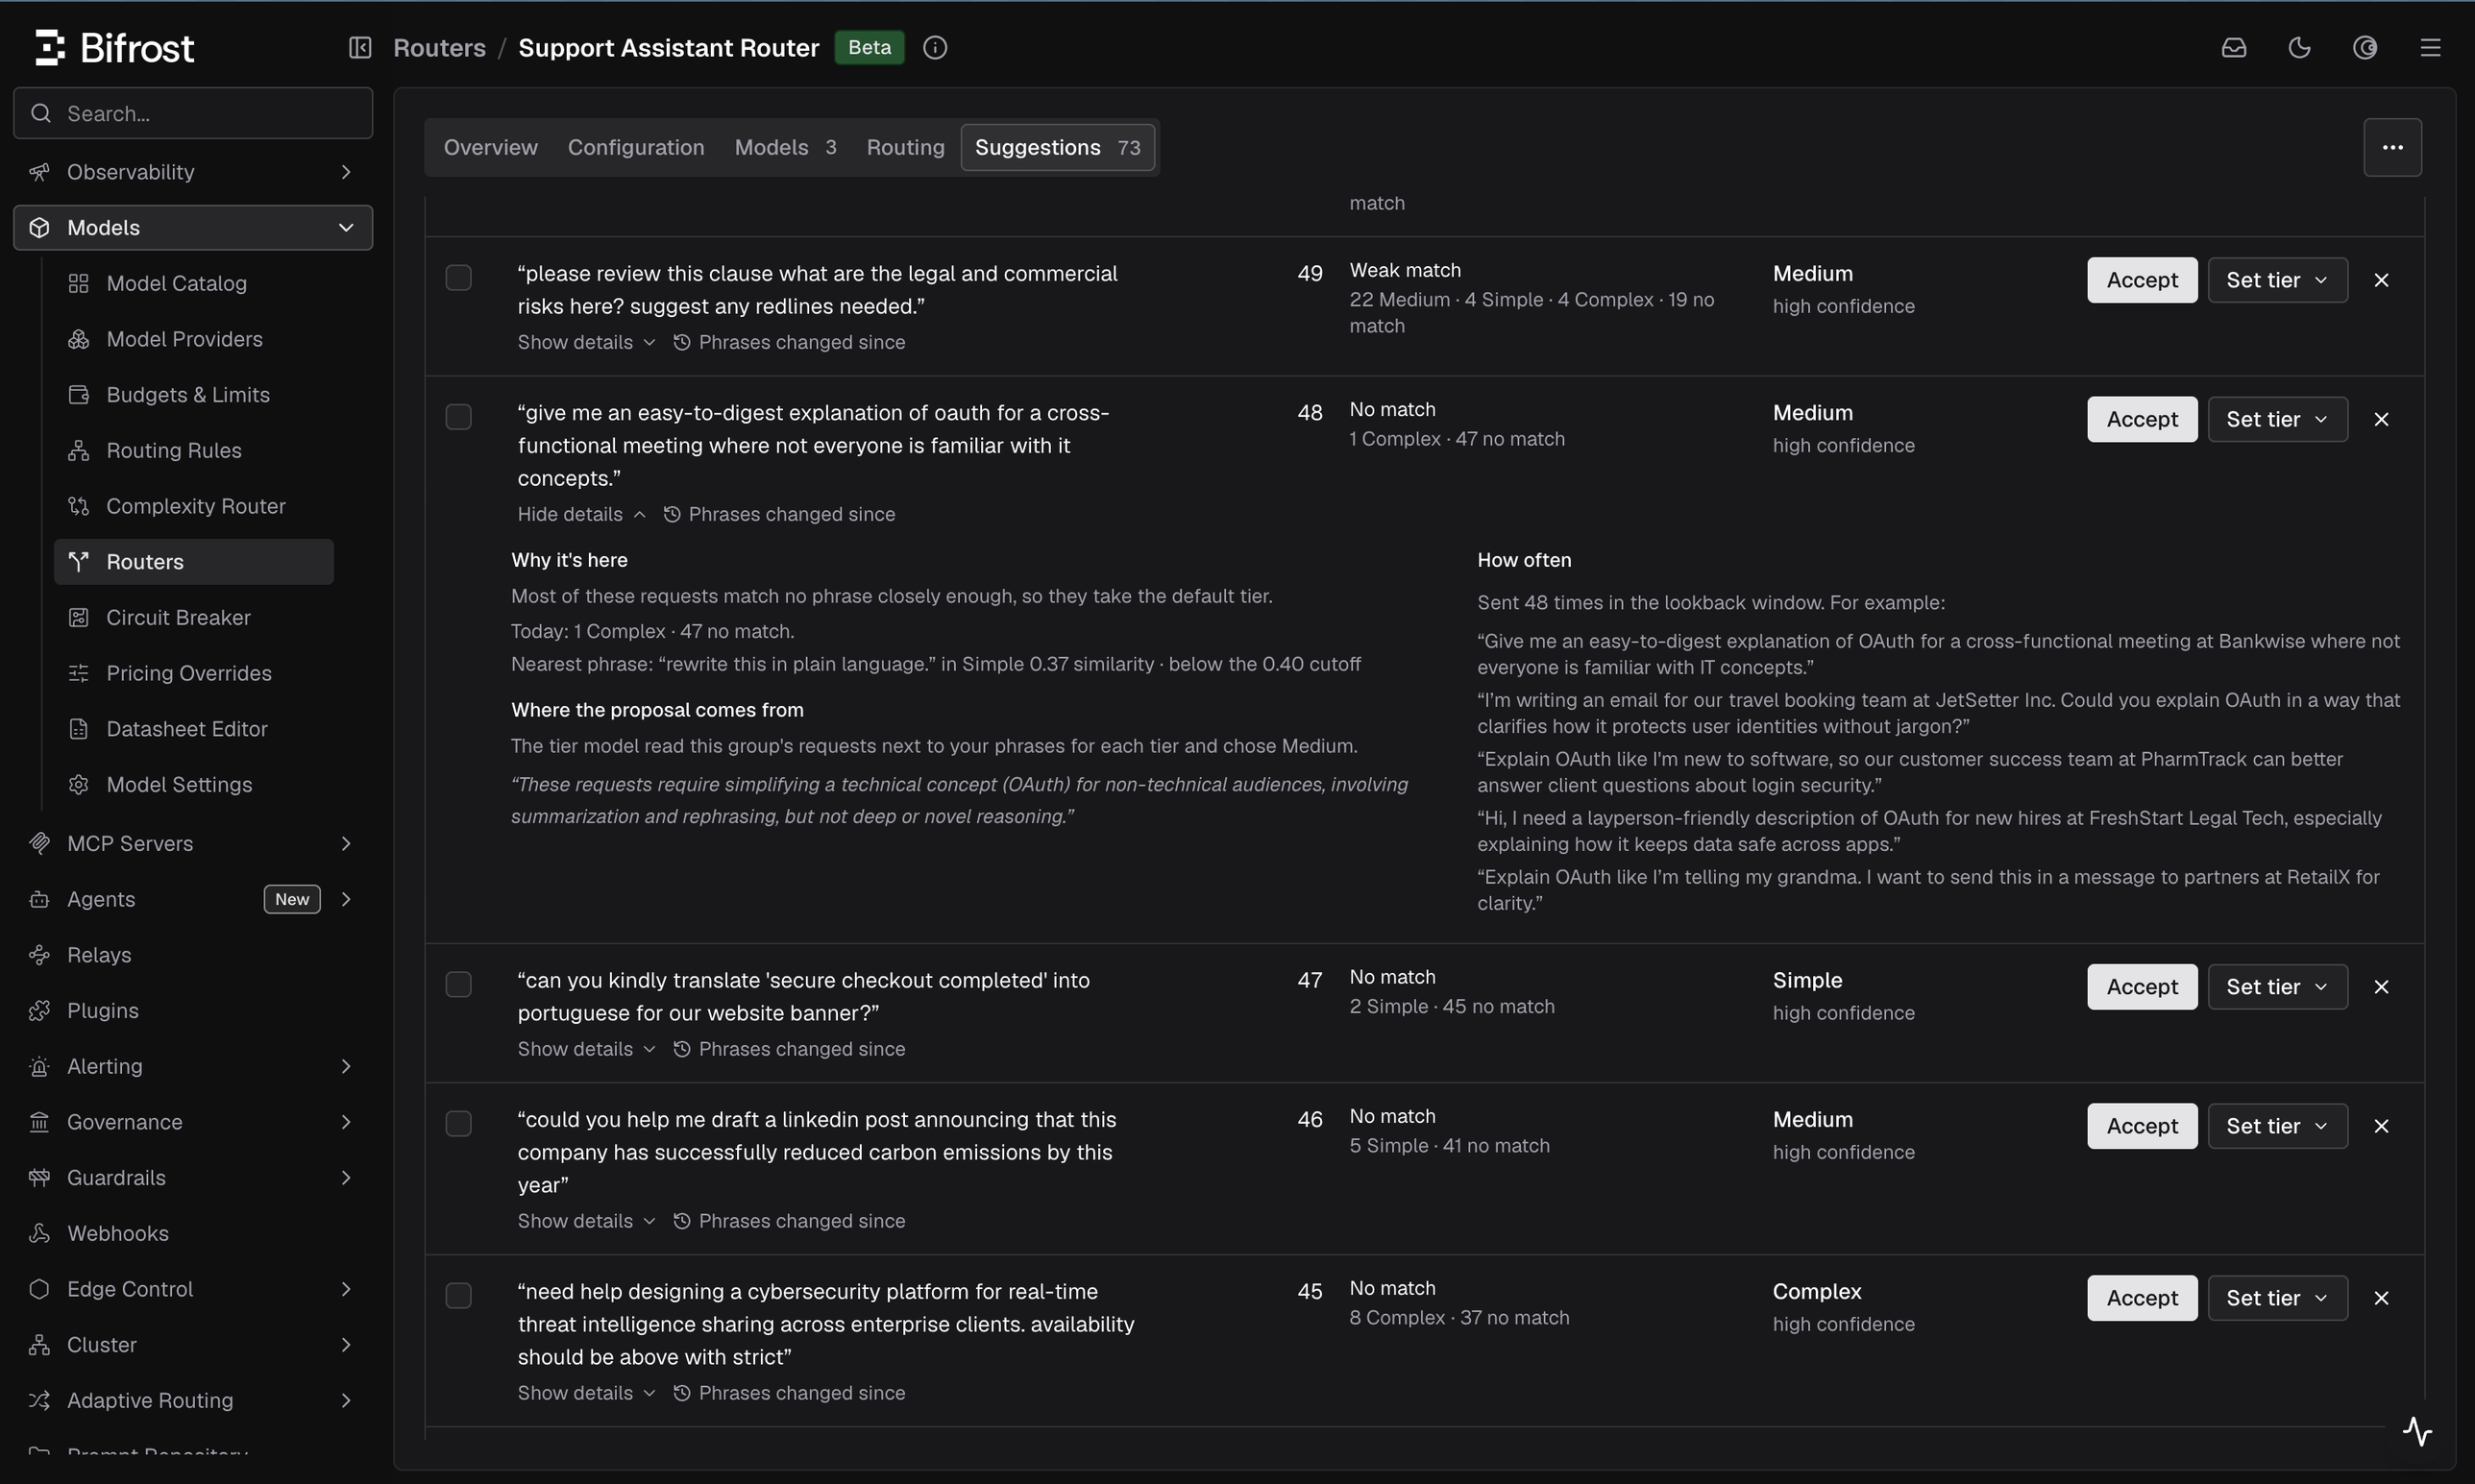 Bifrost
Routers / Support Assistant Router Beta
Search...
Observability
Models
Model Catalog
Model Providers
Budgets & Limits
Routing Rules
Complexity Router
Routers
Circuit Breaker
Pricing Overrides
Datasheet Editor
Model Settings
MCP Servers
Agents New
Relays
Plugins
Alerting
Governance
Guardrails
Webhooks
Edge Control
Cluster
Adaptive Routing
Prompt Repository
Overview Configuration Models 3 Routing Suggestions 73
match
“please review this clause what are the legal and commercial
risks here? suggest any redlines needed.”
Show details Phrases changed since
49
Weak match
22 Medium · 4 Simple · 4 Complex · 19 no
match
Medium
high confidence
Accept Set tier
“give me an easy-to-digest explanation of oauth for a cross-
functional meeting where not everyone is familiar with it
concepts.”
Hide details Phrases changed since
48
No match
1 Complex · 47 no match
Medium
high confidence
Accept Set tier
Why it's here
Most of these requests match no phrase closely enough, so they take the default tier.
Today: 1 Complex · 47 no match.
Nearest phrase: “rewrite this in plain language.” in Simple 0.37 similarity · below the 0.40 cutoff
Where the proposal comes from
The tier model read this group's requests next to your phrases for each tier and chose Medium.
“These requests require simplifying a technical concept (OAuth) for non-technical audiences, involving
summarization and rephrasing, but not deep or novel reasoning.”
How often
Sent 48 times in the lookback window. For example:
“Give me an easy-to-digest explanation of OAuth for a cross-functional meeting at Bankwise where not
everyone is familiar with IT concepts.”
“I’m writing an email for our travel booking team at JetSetter Inc. Could you explain OAuth in a way that
clarifies how it protects user identities without jargon?”
“Explain OAuth like I'm new to software, so our customer success team at PharmTrack can better
answer client questions about login security.”
“Hi, I need a layperson-friendly description of OAuth for new hires at FreshStart Legal Tech, especially
explaining how it keeps data safe across apps.”
“Explain OAuth like I’m telling my grandma. I want to send this in a message to partners at RetailX for
clarity.”
“can you kindly translate 'secure checkout completed' into
portuguese for our website banner?”
Show details Phrases changed since
47
No match
2 Simple · 45 no match
Simple
high confidence
Accept Set tier
“could you help me draft a linkedin post announcing that this
company has successfully reduced carbon emissions by this
year”
Show details Phrases changed since
46
No match
5 Simple · 41 no match
Medium
high confidence
Accept Set tier
“need help designing a cybersecurity platform for real-time
threat intelligence sharing across enterprise clients. availability
should be above with strict”
Show details Phrases changed since
45
No match
8 Complex · 37 no match
Complex
high confidence
Accept Set tier